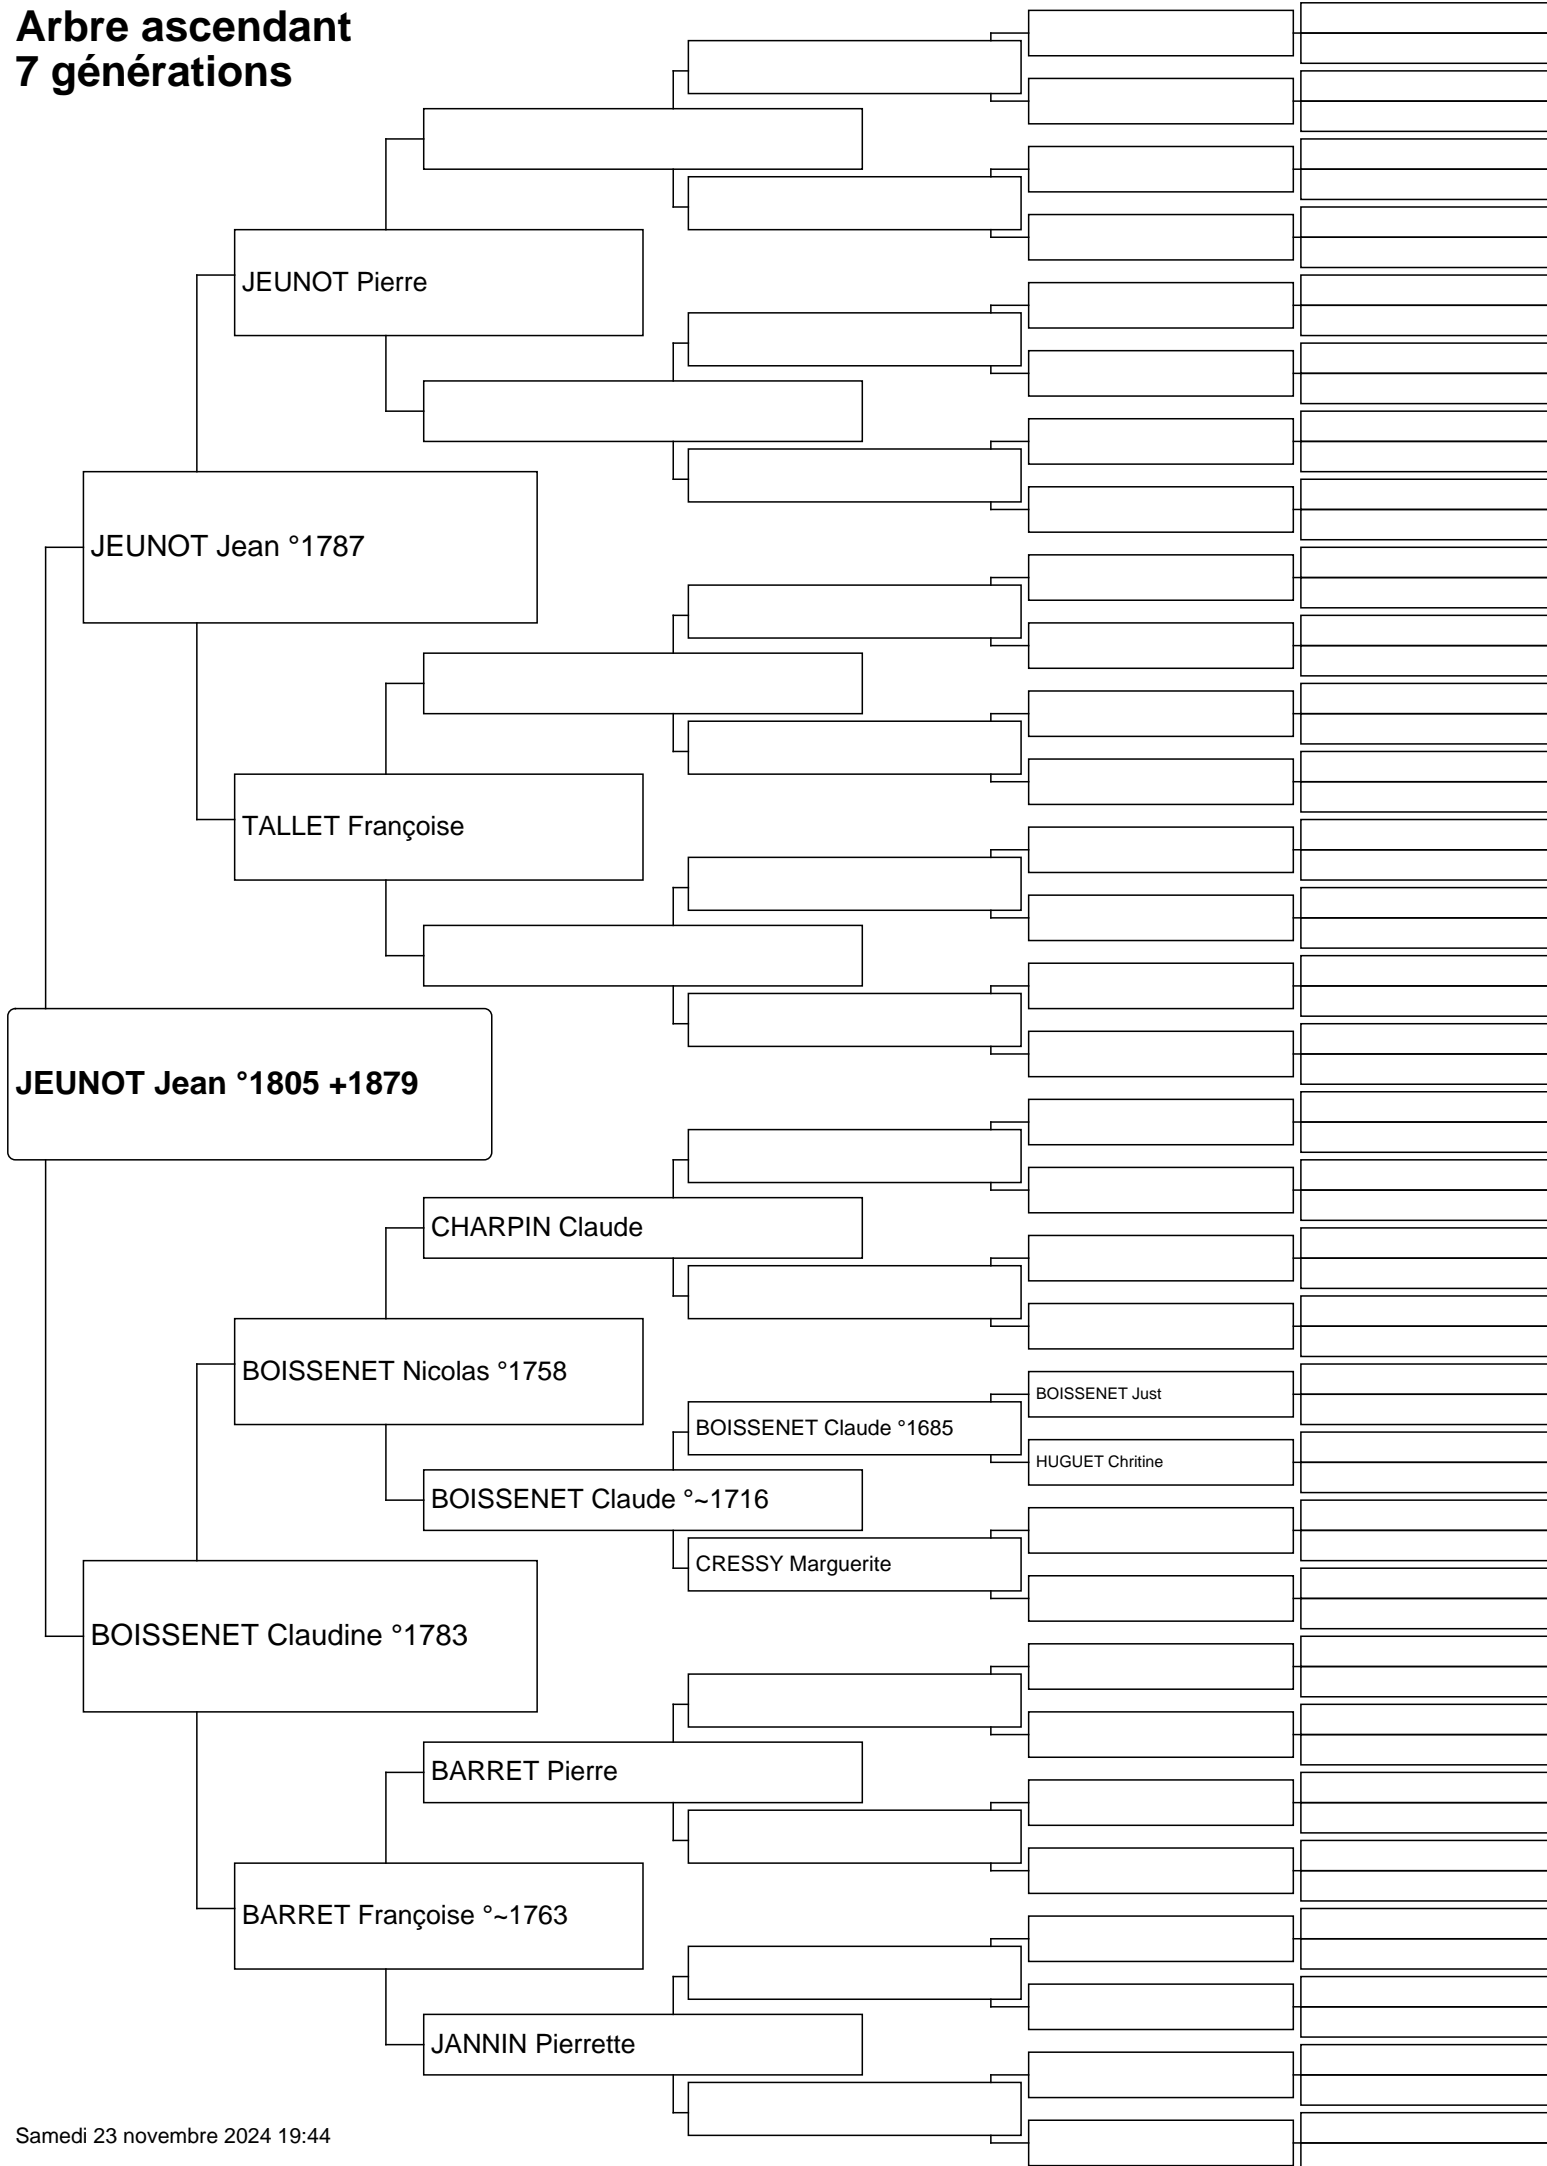 Arbre ascendant
7 générations
JEUNOT Pierre
JEUNOT Jean °1787
TALLET Françoise
JEUNOT Jean °1805 +1879
CHARPIN Claude
BOISSENET Nicolas °1758
BOISSENET Just
BOISSENET Claude °1685
HUGUET Chritine
BOISSENET Claude °~1716
CRESSY Marguerite
BOISSENET Claudine °1783
BARRET Pierre
BARRET Françoise °~1763
JANNIN Pierrette
Samedi 23 novembre 2024 19:44